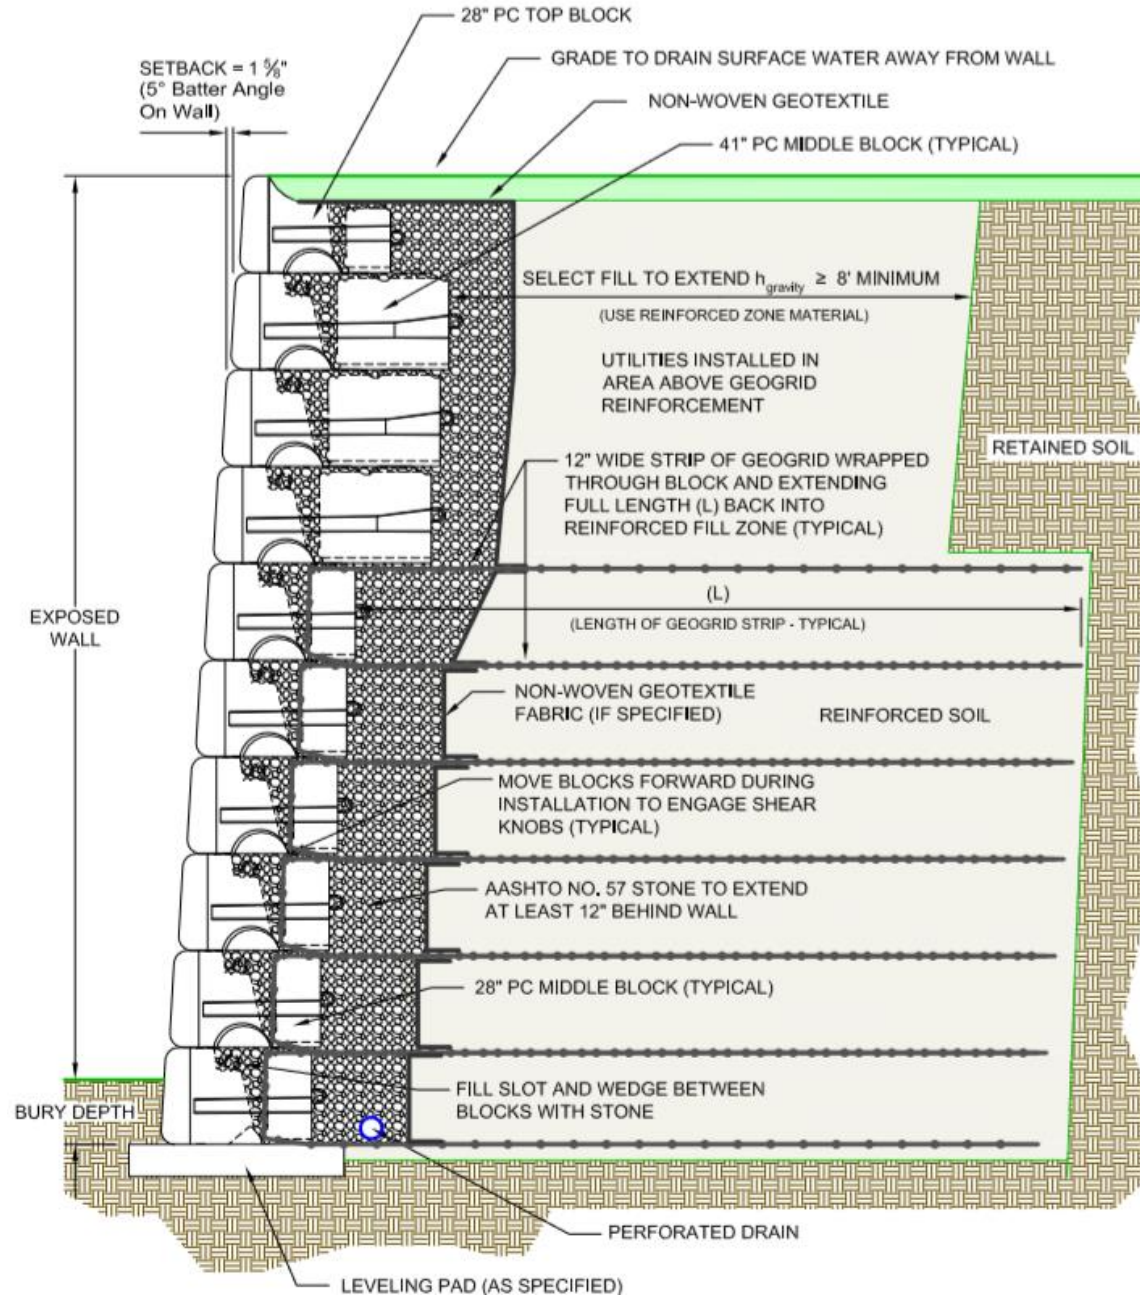 28" PC TOP BLOCK
GRADE TO DRAIN SURFACE WATER AWAY FROM WALL
SETBACK = 1 ⅝"
(5° Batter Angle
On Wall)
NON-WOVEN GEOTEXTILE
41" PC MIDDLE BLOCK (TYPICAL)
SELECT FILL TO EXTEND hgravity ≥ 8' MINIMUM
(USE REINFORCED ZONE MATERIAL)
UTILITIES INSTALLED IN
AREA ABOVE GEOGRID
REINFORCEMENT
RETAINED SOIL
12" WIDE STRIP OF GEOGRID WRAPPED
THROUGH BLOCK AND EXTENDING
FULL LENGTH (L) BACK INTO
REINFORCED FILL ZONE (TYPICAL)
EXPOSED
WALL
(L)
(LENGTH OF GEOGRID STRIP - TYPICAL)
NON-WOVEN GEOTEXTILE
FABRIC (IF SPECIFIED)
REINFORCED SOIL
MOVE BLOCKS FORWARD DURING
INSTALLATION TO ENGAGE SHEAR
KNOBS (TYPICAL)
AASHTO NO. 57 STONE TO EXTEND
AT LEAST 12" BEHIND WALL
28" PC MIDDLE BLOCK (TYPICAL)
FILL SLOT AND WEDGE BETWEEN
BLOCKS WITH STONE
BURY DEPTH
PERFORATED DRAIN
LEVELING PAD (AS SPECIFIED)